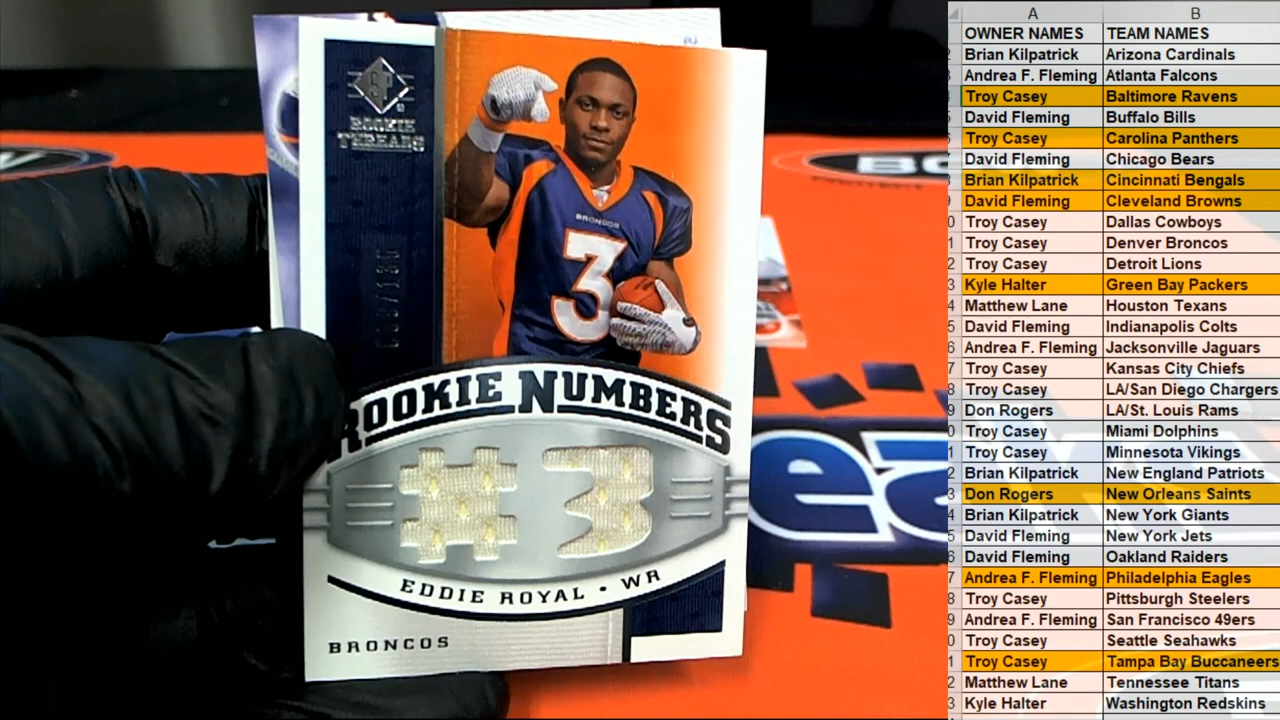 SP
ROOKIE
THREADS
BRONCOS
3
ROOKIE NUMBERS
#3
EDDIE ROYAL • WR
BRONCOS
A B
OWNER NAMES TEAM NAMES
Brian Kilpatrick Arizona Cardinals
Andrea F. Fleming Atlanta Falcons
Troy Casey Baltimore Ravens
David Fleming Buffalo Bills
Troy Casey Carolina Panthers
David Fleming Chicago Bears
Brian Kilpatrick Cincinnati Bengals
David Fleming Cleveland Browns
Troy Casey Dallas Cowboys
Troy Casey Denver Broncos
Troy Casey Detroit Lions
Kyle Halter Green Bay Packers
Matthew Lane Houston Texans
David Fleming Indianapolis Colts
Andrea F. Fleming Jacksonville Jaguars
Troy Casey Kansas City Chiefs
Troy Casey LA/San Diego Chargers
Don Rogers LA/St. Louis Rams
Troy Casey Miami Dolphins
Troy Casey Minnesota Vikings
Brian Kilpatrick New England Patriots
Don Rogers New Orleans Saints
Brian Kilpatrick New York Giants
David Fleming New York Jets
David Fleming Oakland Raiders
Andrea F. Fleming Philadelphia Eagles
Troy Casey Pittsburgh Steelers
Andrea F. Fleming San Francisco 49ers
Troy Casey Seattle Seahawks
Troy Casey Tampa Bay Buccaneers
Matthew Lane Tennessee Titans
Kyle Halter Washington Redskins